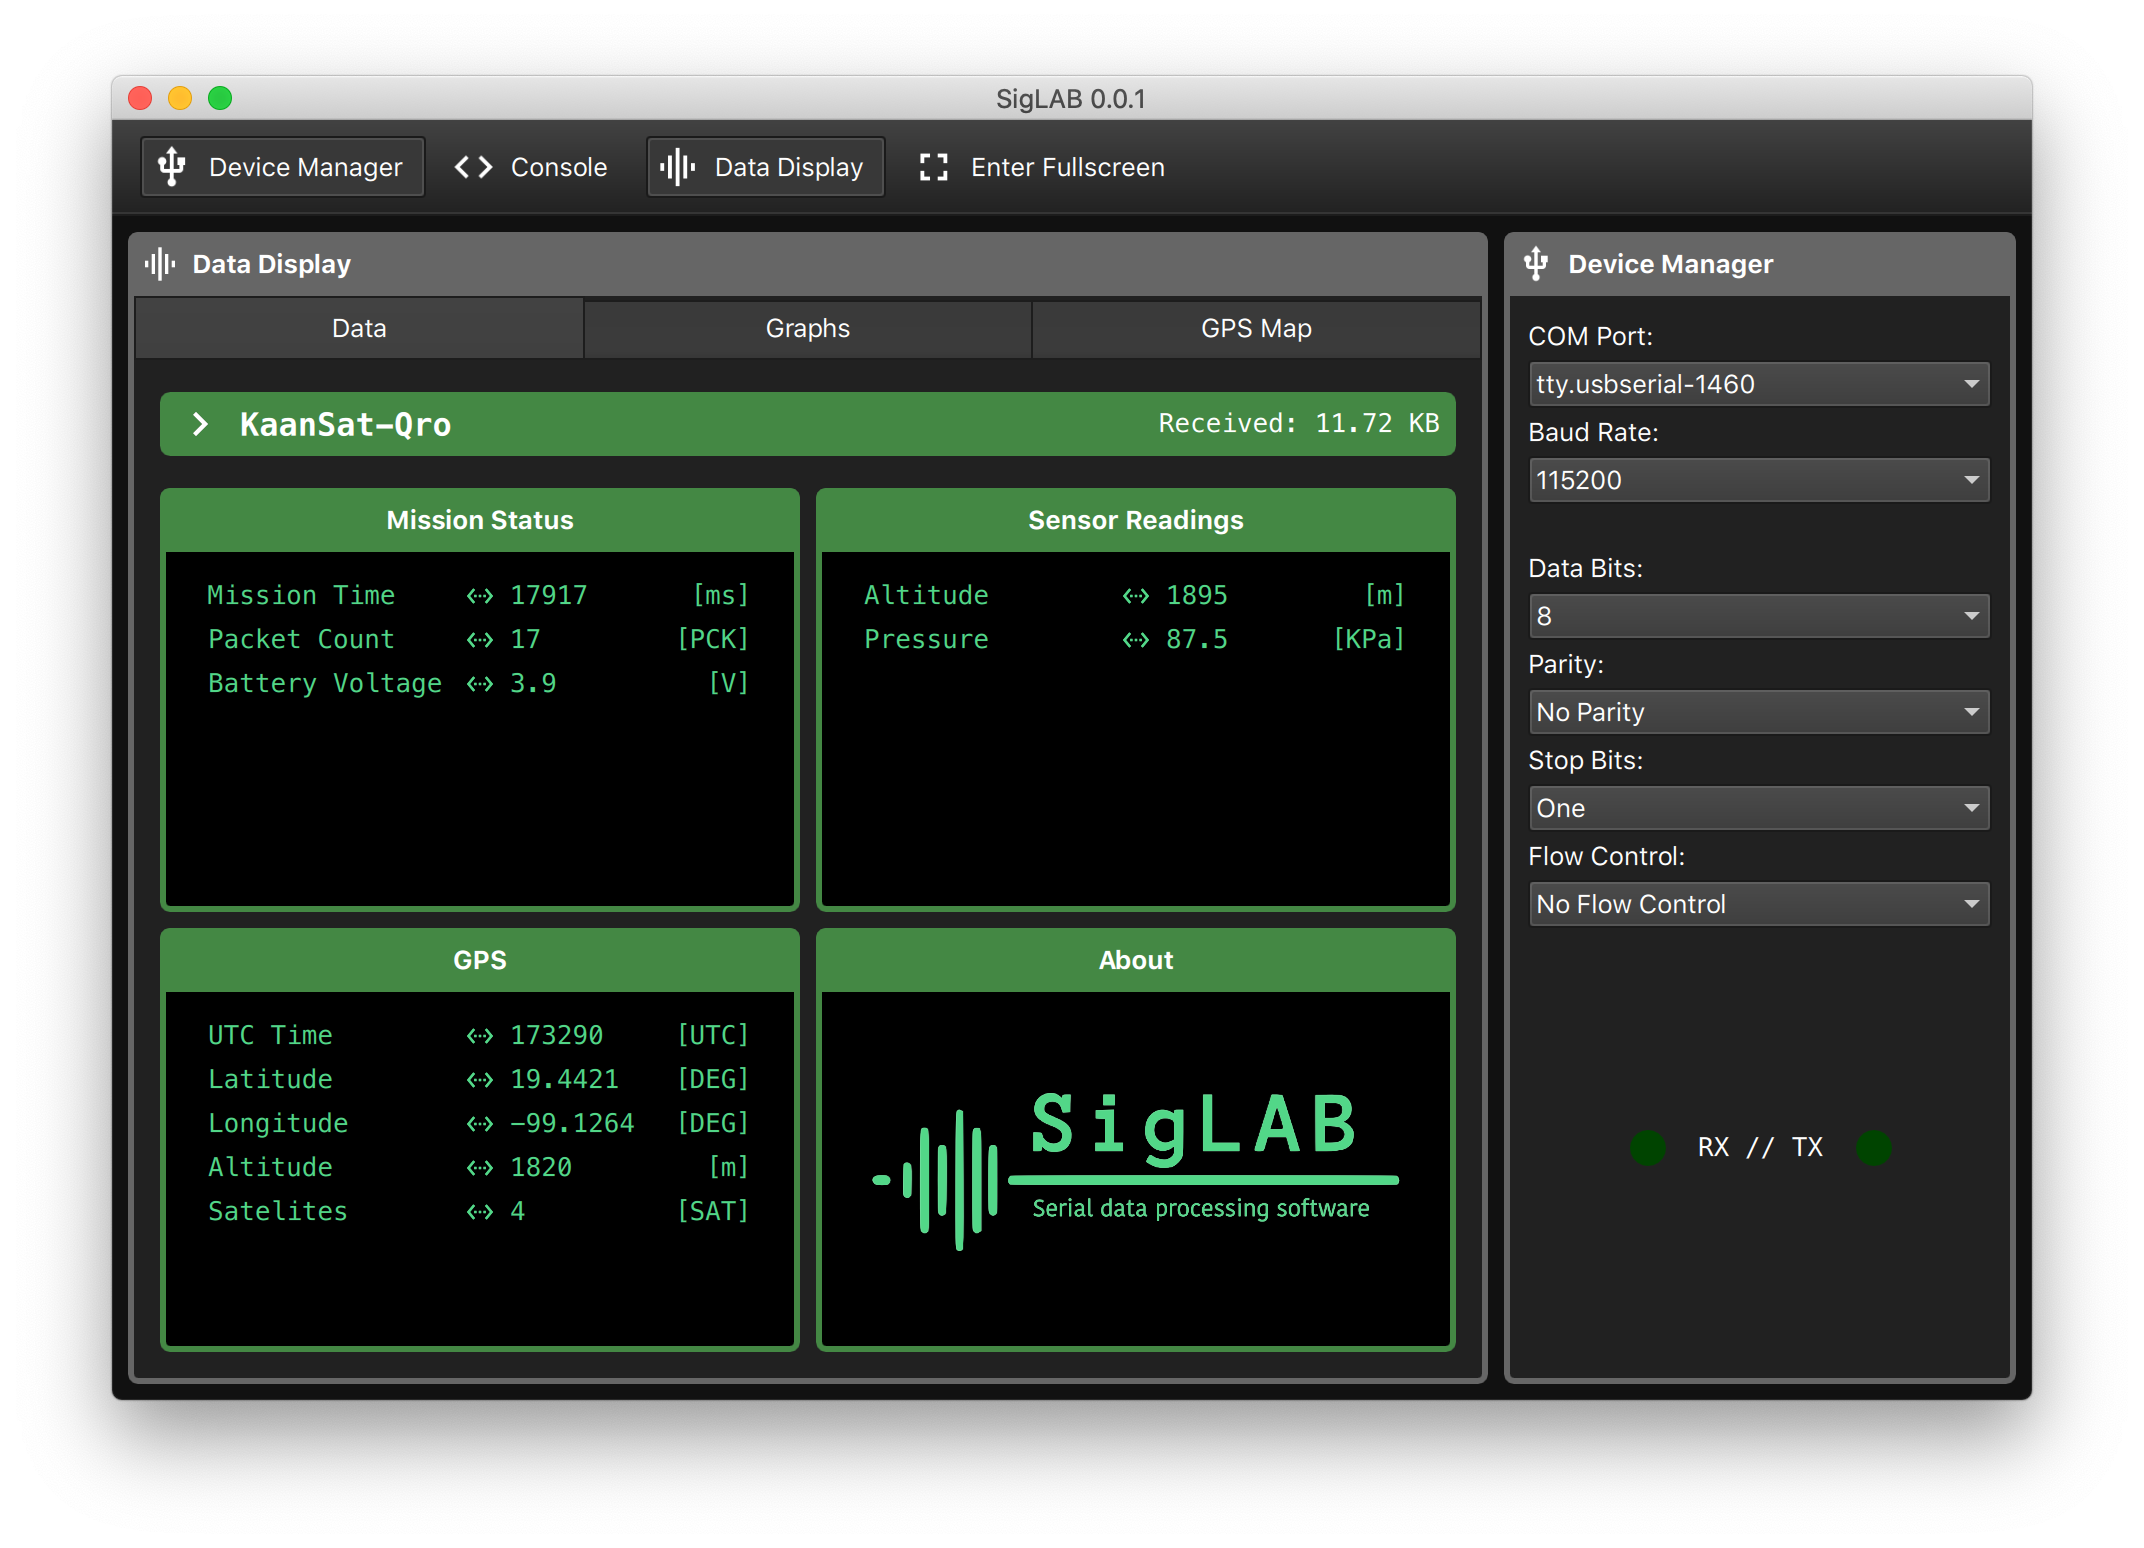 SigLAB 0.0.1
Device Manager
Console
Data Display
Enter Fullscreen
Data Display
Data
Graphs
GPS Map
KaanSat-Qro
Received: 11.72 KB
Mission Status
Mission Time 17917 [ms]
Packet Count 17 [PCK]
Battery Voltage 3.9 [V]
Sensor Readings
Altitude 1895 [m]
Pressure 87.5 [KPa]
GPS
UTC Time 173290 [UTC]
Latitude 19.4421 [DEG]
Longitude -99.1264 [DEG]
Altitude 1820 [m]
Satelites 4 [SAT]
About
SigLAB
Serial data processing software
Device Manager
COM Port:
tty.usbserial-1460
Baud Rate:
115200
Data Bits:
8
Parity:
No Parity
Stop Bits:
One
Flow Control:
No Flow Control
RX // TX